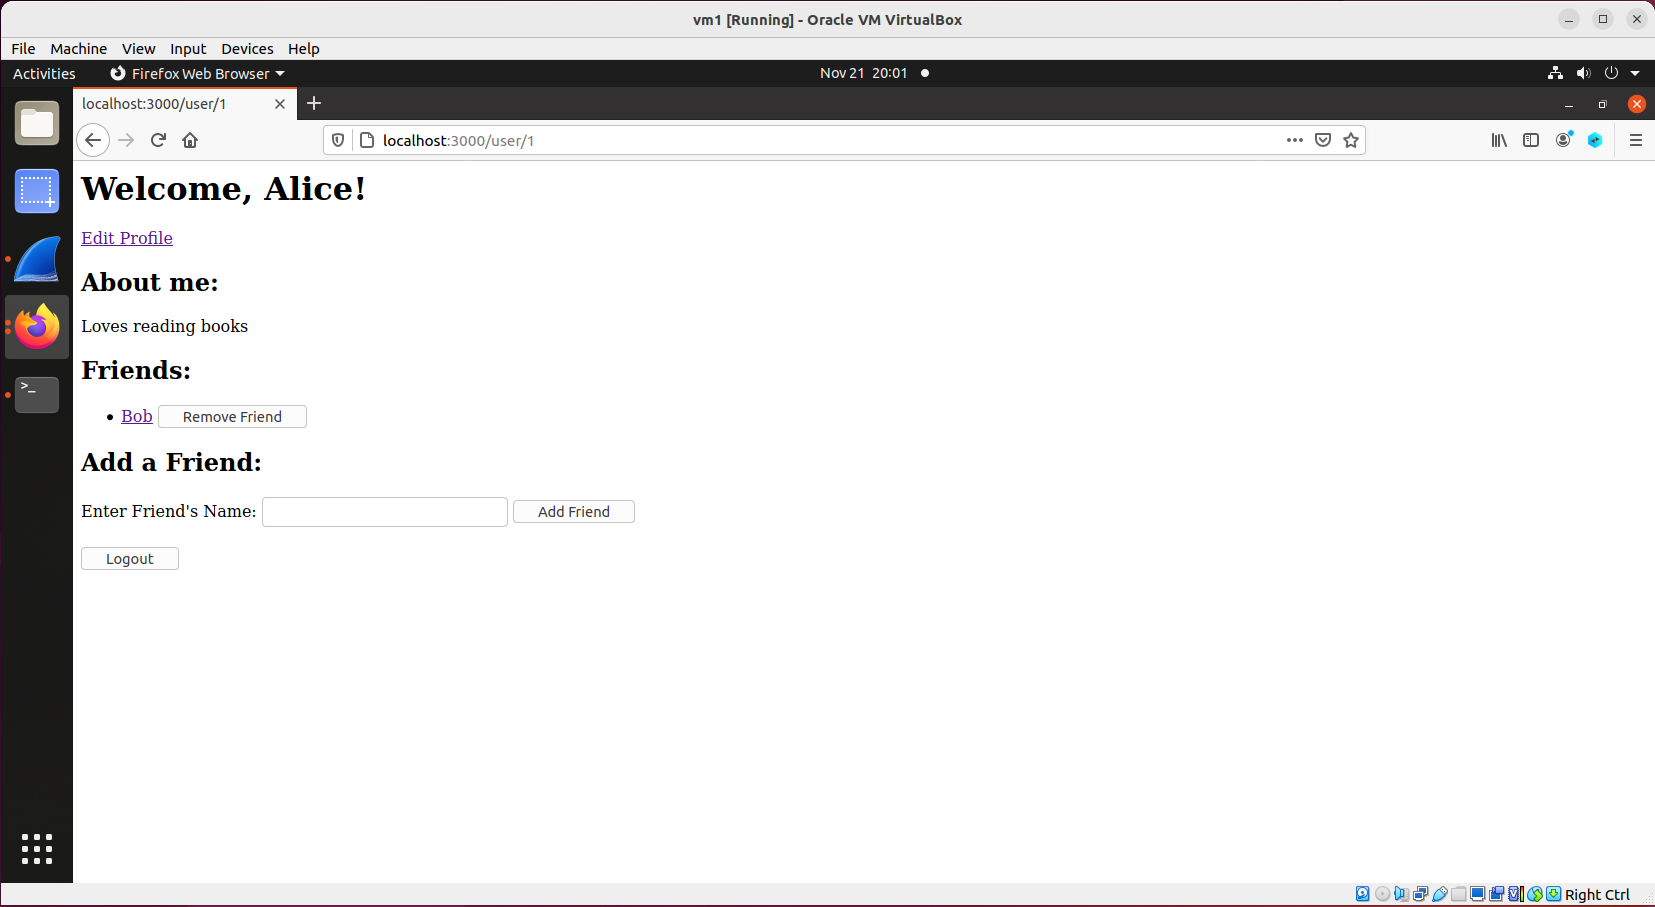 vm1 [Running] - Oracle VM VirtualBox
File Machine View Input Devices Help
Activities Firefox Web Browser Nov 21 20:01
localhost:3000/user/1
localhost:3000/user/1
Welcome, Alice!
Edit Profile
About me:
Loves reading books
Friends:
• Bob Remove Friend
Add a Friend:
Enter Friend's Name: Add Friend
Logout
Right Ctrl